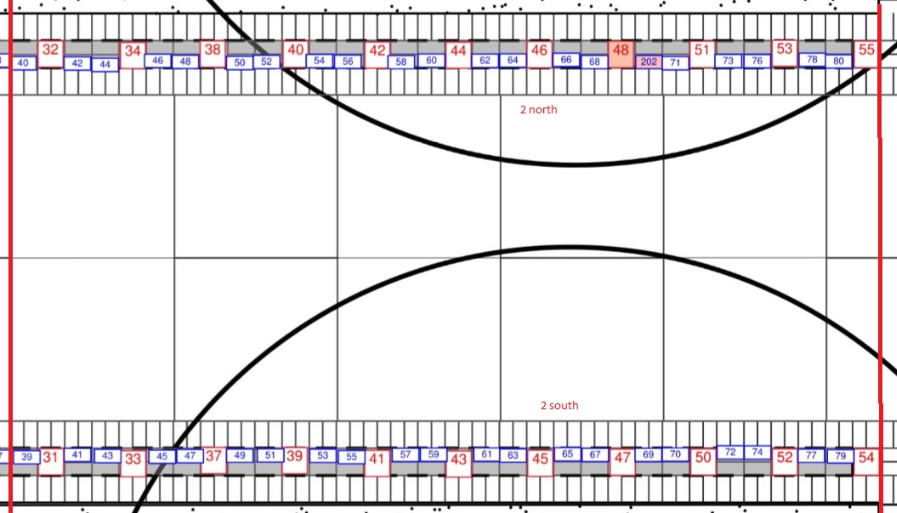 32 34 38 40 42 44 46 48 51 53 55
40 42 44 46 48 50 52 54 56 58 60 62 64 66 68 202 71 73 76 78 80
2 north
2 south
39 31 41 43 33 45 47 37 49 51 39 53 55 41 57 59 43 61 63 45 65 67 47 69 70 50 72 74 52 77 79 54